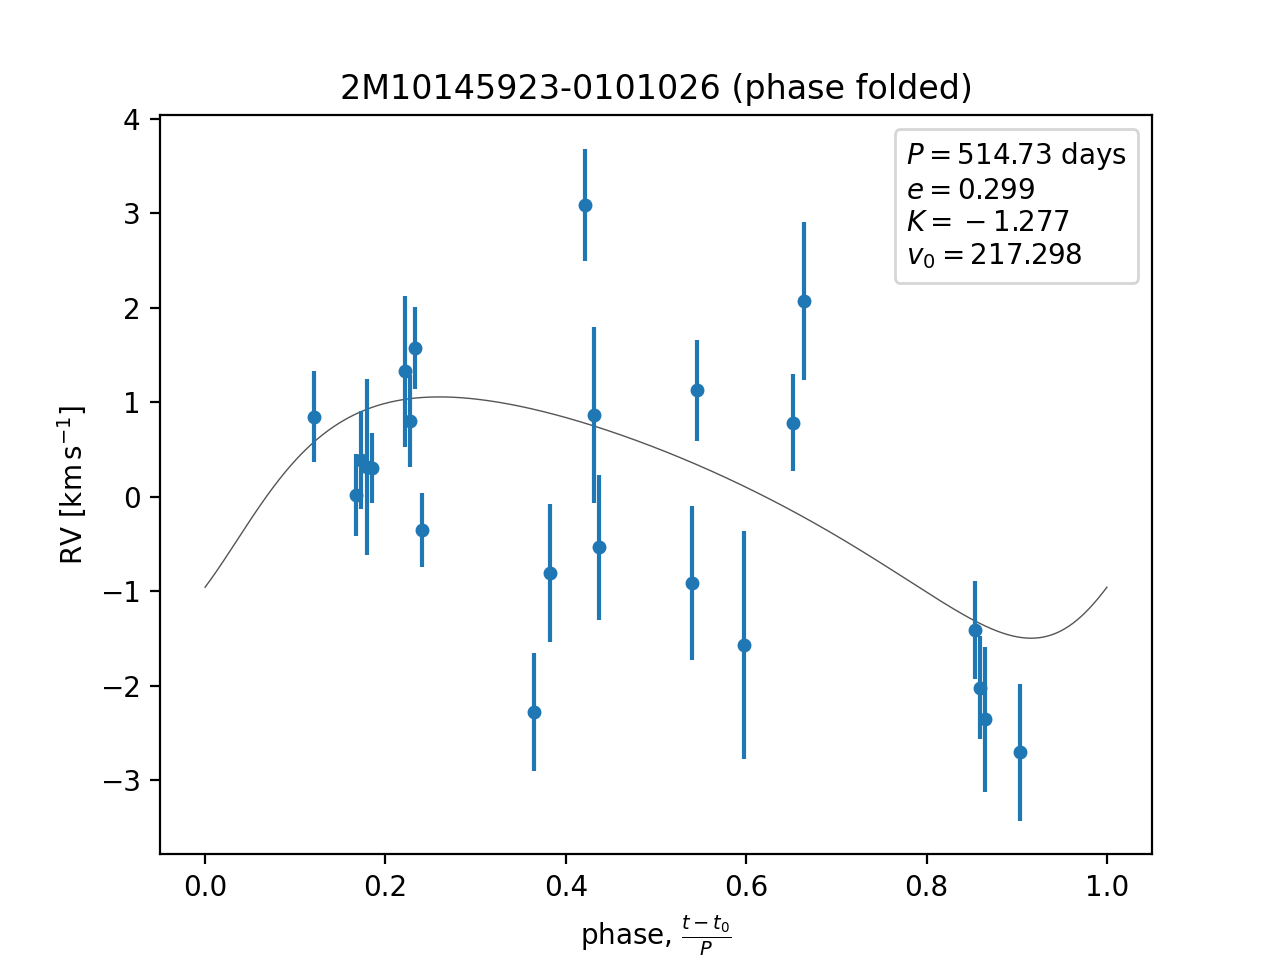 2M10145923-0101026 (phase folded)
P = 514.73 days
e = 0.299
K = −1.277
v₀ = 217.298
4
3
2
1
0
−1
−2
−3
RV [km s⁻¹]
0.0 0.2 0.4 0.6 0.8 1.0
phase, (t − t₀)/P